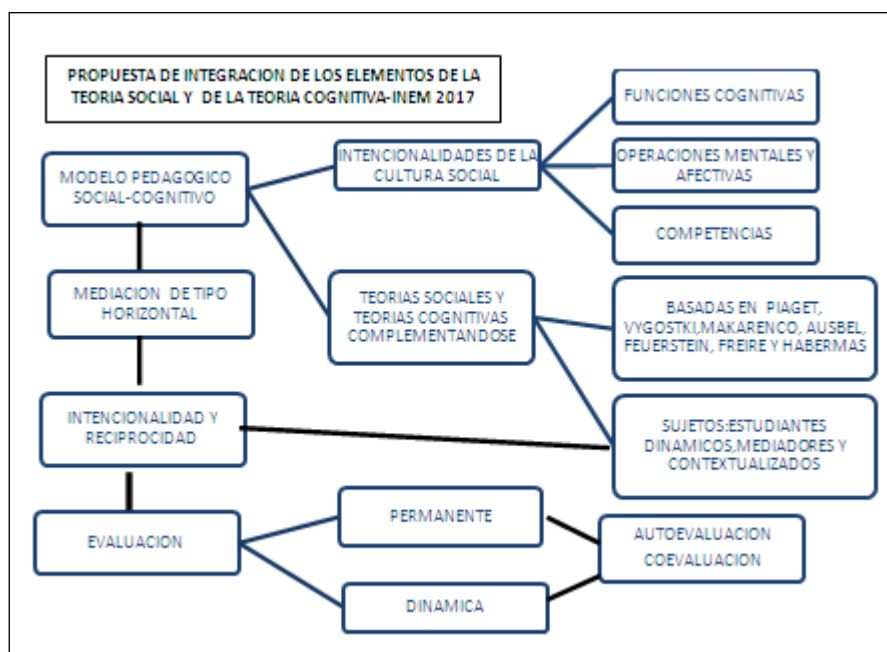 PROPUESTA DE INTEGRACION DE LOS ELEMENTOS DE LA
TEORIA SOCIAL Y DE LA TEORIA COGNITIVA-INEM 2017
MODELO PEDAGOGICO
SOCIAL-COGNITIVO
INTENCIONALIDADES DE LA
CULTURA SOCIAL
FUNCIONES COGNITIVAS
OPERACIONES MENTALES Y
AFECTIVAS
COMPETENCIAS
MEDIACION DE TIPO
HORIZONTAL
TEORIAS SOCIALES Y
TEORIAS COGNITIVAS
COMPLEMENTANDOSE
BASADAS EN PIAGET,
VYGOSTKI,MAKARENCO, AUSBEL,
FEUERSTEIN, FREIRE Y HABERMAS
INTENCIONALIDAD Y
RECIPROCIDAD
SUJETOS:ESTUDIANTES
DINAMICOS,MEDIADORES Y
CONTEXTUALIZADOS
EVALUACION
PERMANENTE
DINAMICA
AUTOEVALUACION
COEVALUACION